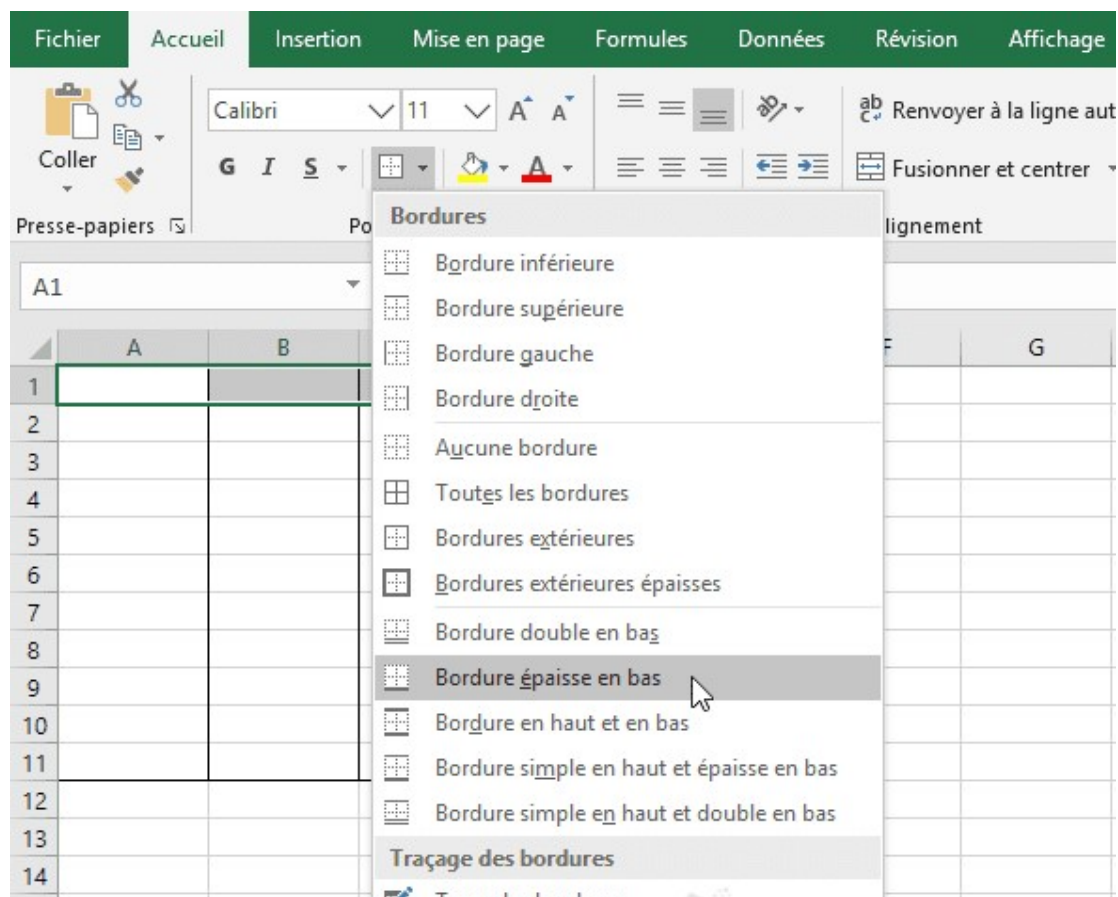 Fichier Accueil Insertion Mise en page Formules Données Révision Affichage
Calibri 11 A A ab Renvoyer à la ligne aut
Coller G I S A Fusionner et centrer
Presse-papiers Po lignement
A1
A B F G
Bordures
Bordure inférieure
Bordure supérieure
Bordure gauche
1
Bordure droite
2
Aucune bordure
3
Toutes les bordures
4
Bordures extérieures
5
Bordures extérieures épaisses
6
7
Bordure double en bas
8
Bordure épaisse en bas
9
Bordure en haut et en bas
10
Bordure simple en haut et épaisse en bas
11
Bordure simple en haut et double en bas
12
13
Traçage des bordures
14